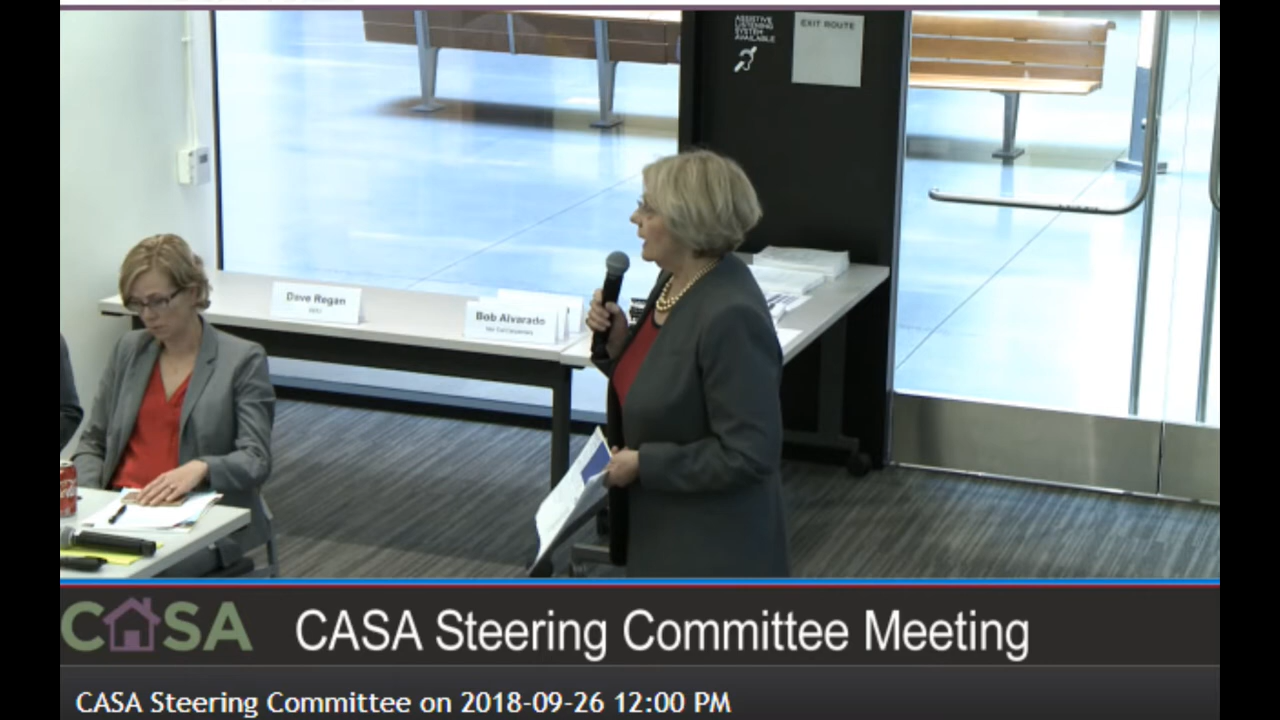 ASSISTIVE
LISTENING
SYSTEM
AVAILABLE
EXIT ROUTE
Dave Regan
Bob Alvarado
CASA
CASA Steering Committee Meeting
CASA Steering Committee on 2018-09-26 12:00 PM